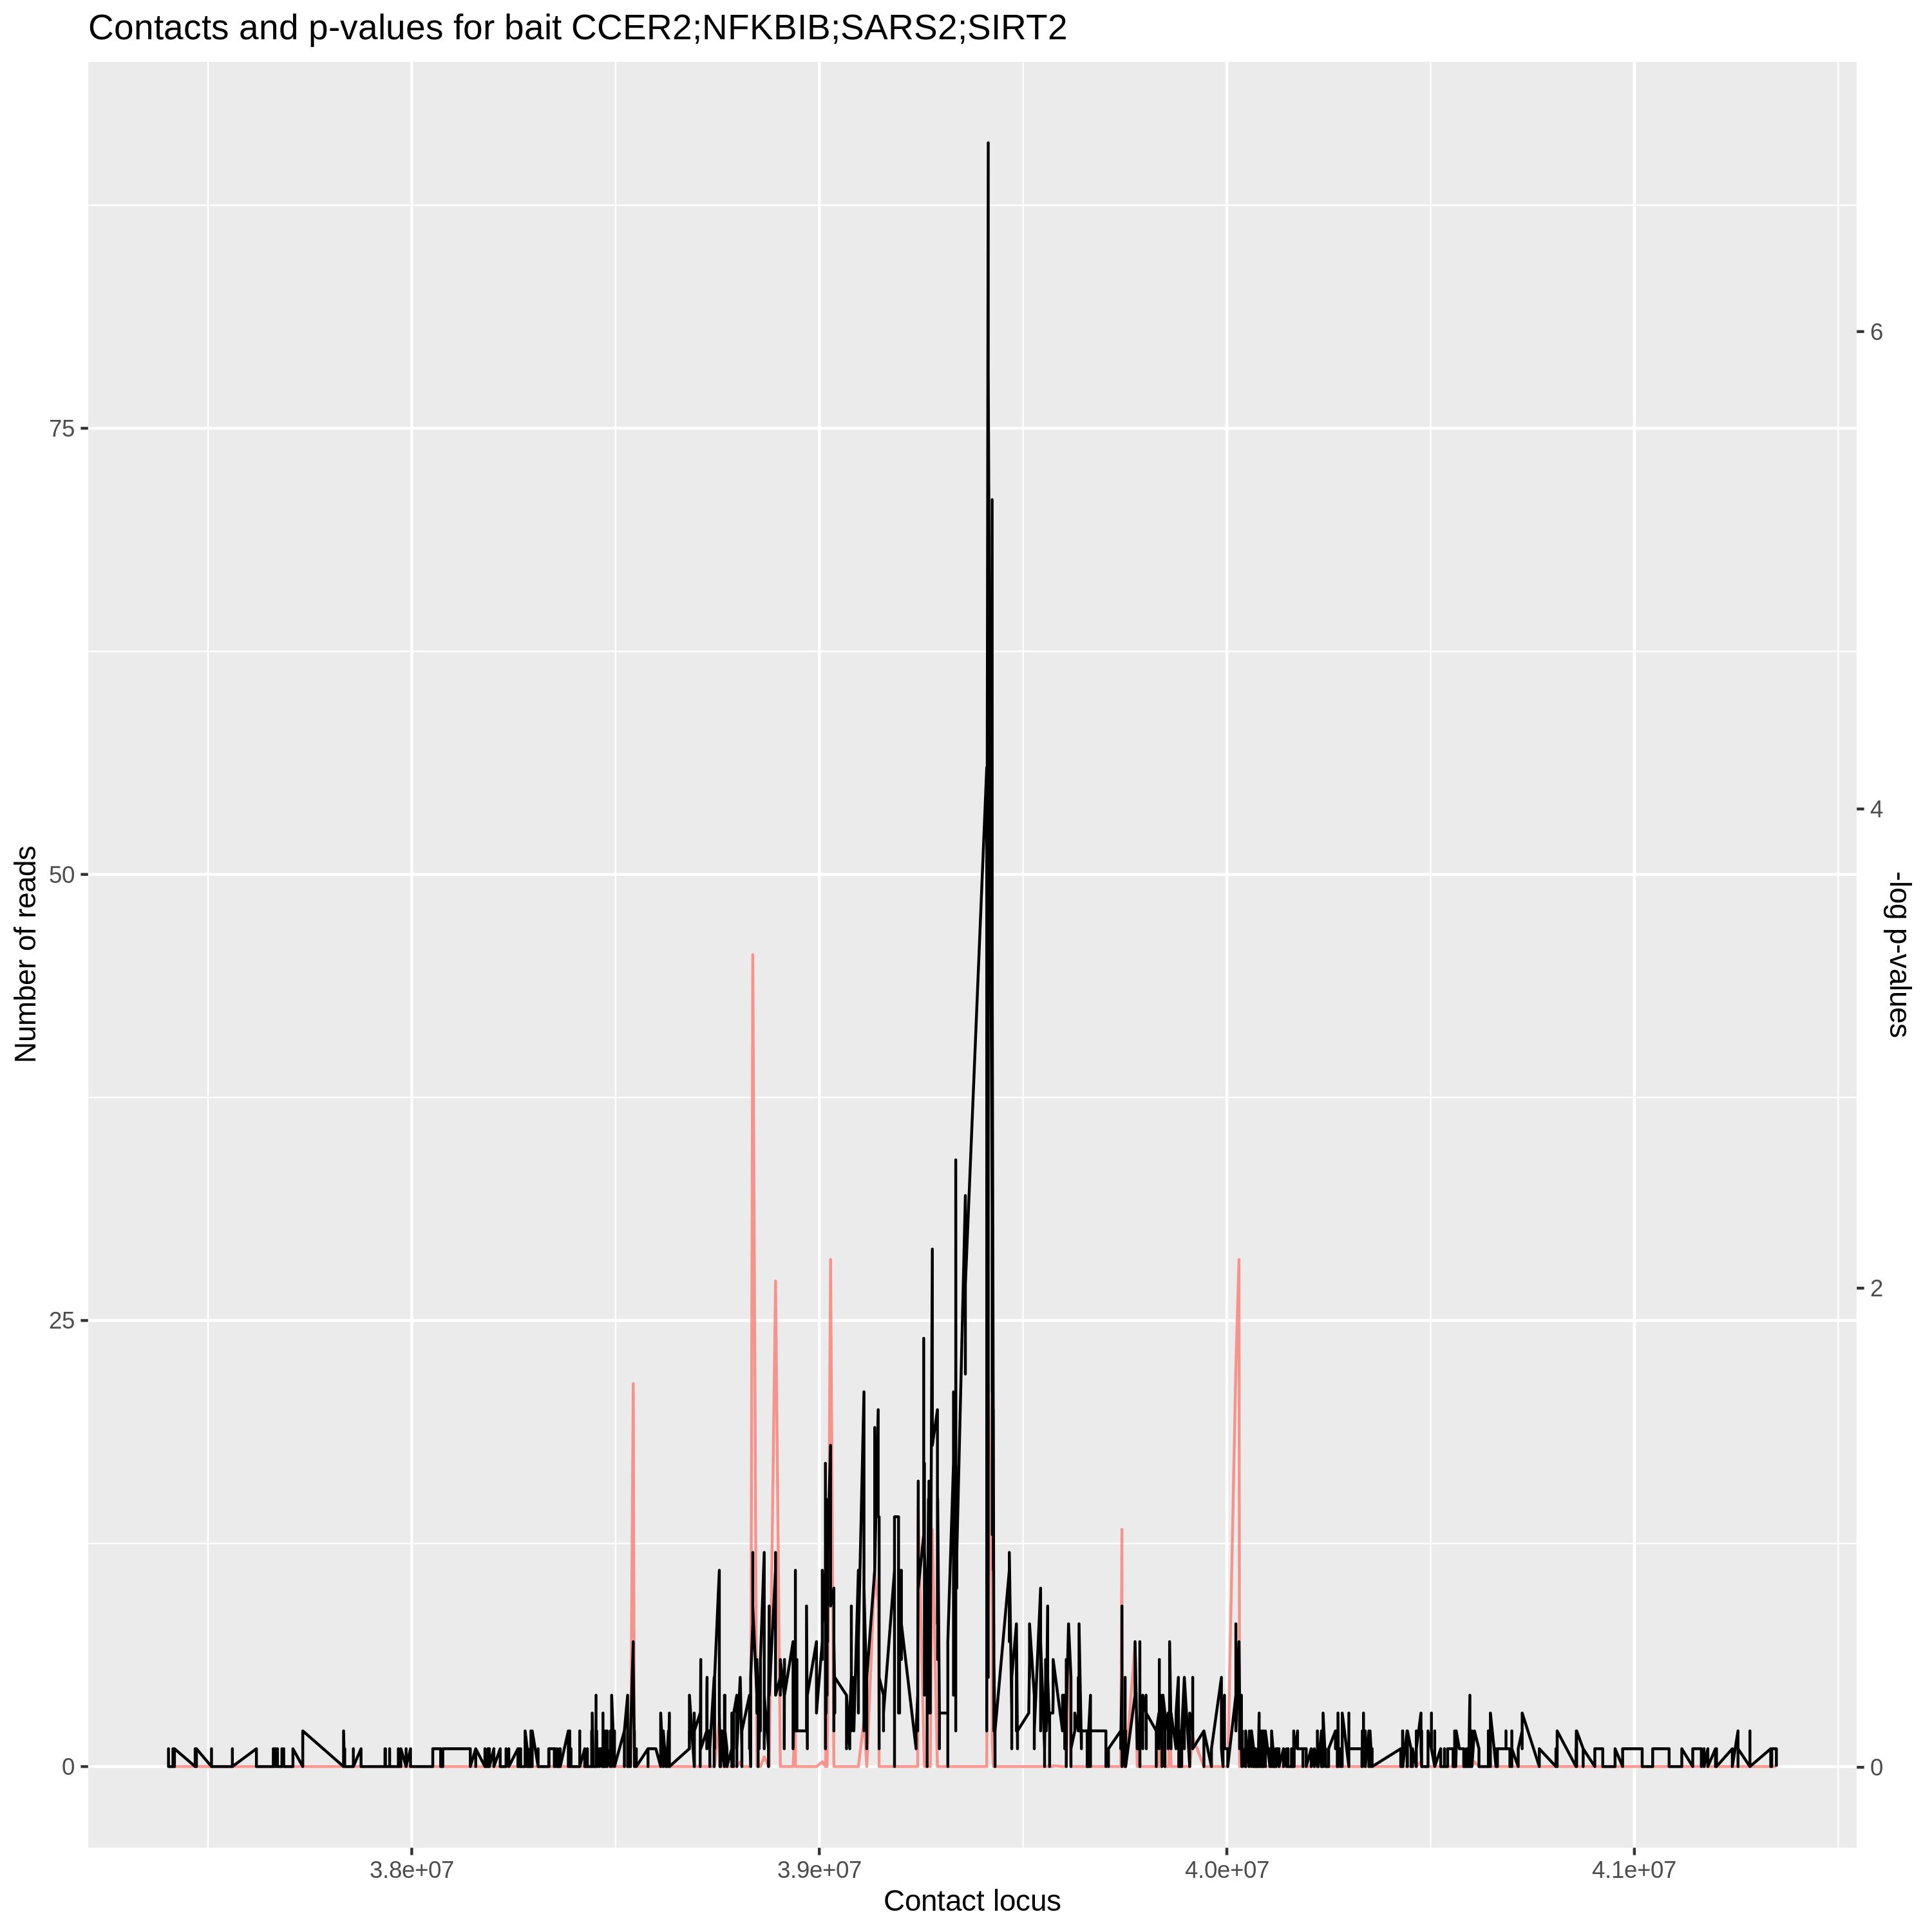 Contacts and p-values for bait CCER2;NFKBIB;SARS2;SIRT2
75
50
25
0
Number of reads
6
4
2
0
-log p-values
3.8e+07
3.9e+07
4.0e+07
4.1e+07
Contact locus